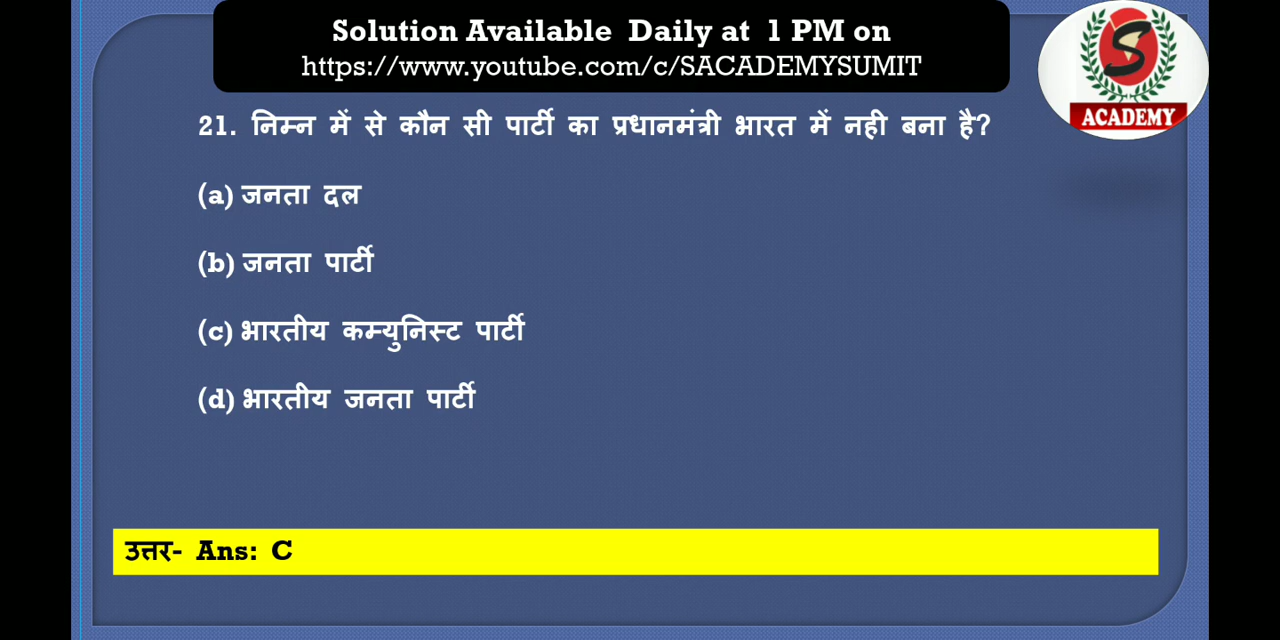 Solution Available Daily at 1 PM on
https://www.youtube.com/c/SACADEMYSUMIT
S
ACADEMY
21. निम्न में से कौन सी पार्टी का प्रधानमंत्री भारत में नही बना है?
(a) जनता दल
(b) जनता पार्टी
(c) भारतीय कम्युनिस्ट पार्टी
(d) भारतीय जनता पार्टी
उत्तर- Ans: C